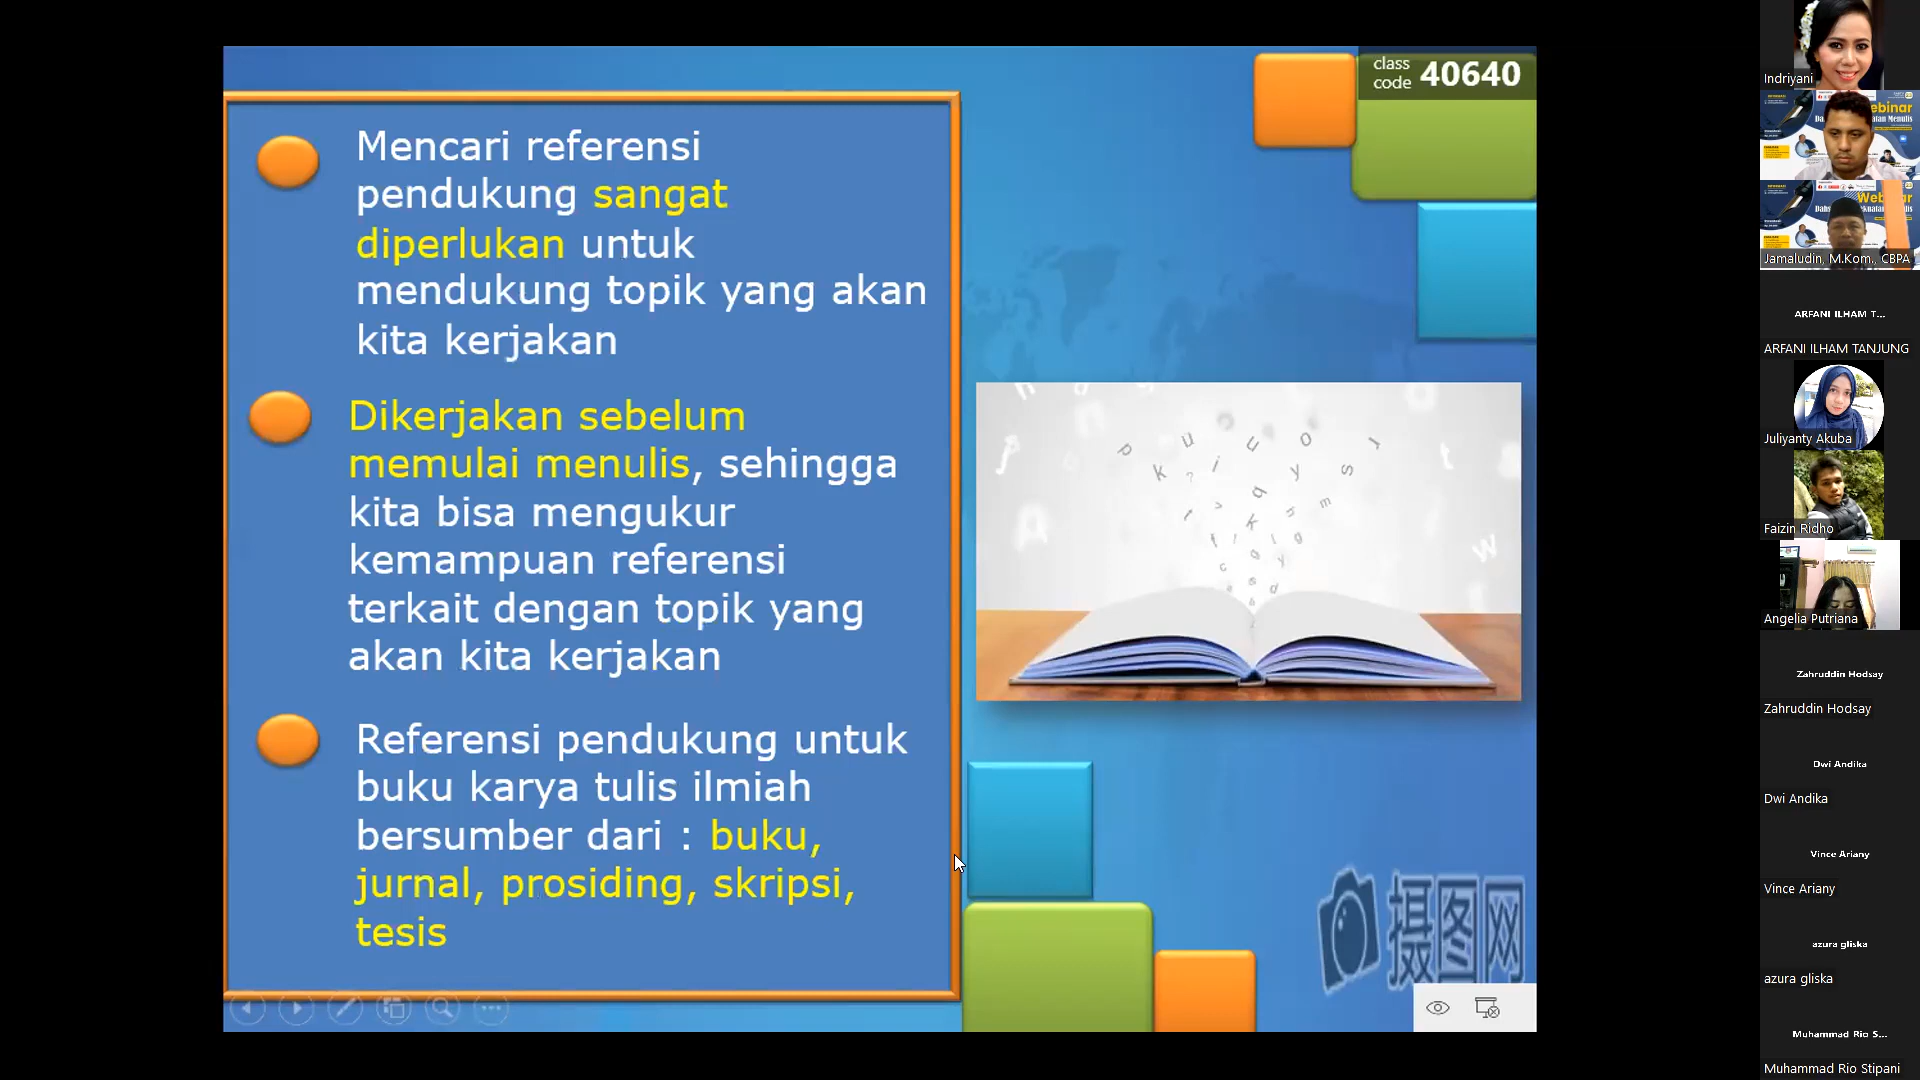 class
code 40640
Mencari referensi
pendukung sangat
diperlukan untuk
mendukung topik yang akan
kita kerjakan
Dikerjakan sebelum
memulai menulis, sehingga
kita bisa mengukur
kemampuan referensi
terkait dengan topik yang
akan kita kerjakan
Referensi pendukung untuk
buku karya tulis ilmiah
bersumber dari : buku,
jurnal, prosiding, skripsi,
tesis
摄图网
Indriyani
Webinar
Jamaludin, M.Kom., CBPA
ARFANI ILHAM T...
ARFANI ILHAM TANJUNG
Juliyanty Akuba
Faizin Ridho
Angelia Putriana
Zahruddin Hodsay
Zahruddin Hodsay
Dwi Andika
Dwi Andika
Vince Ariany
Vince Ariany
azura gliska
azura gliska
Muhammad Rio S...
Muhammad Rio Stipani